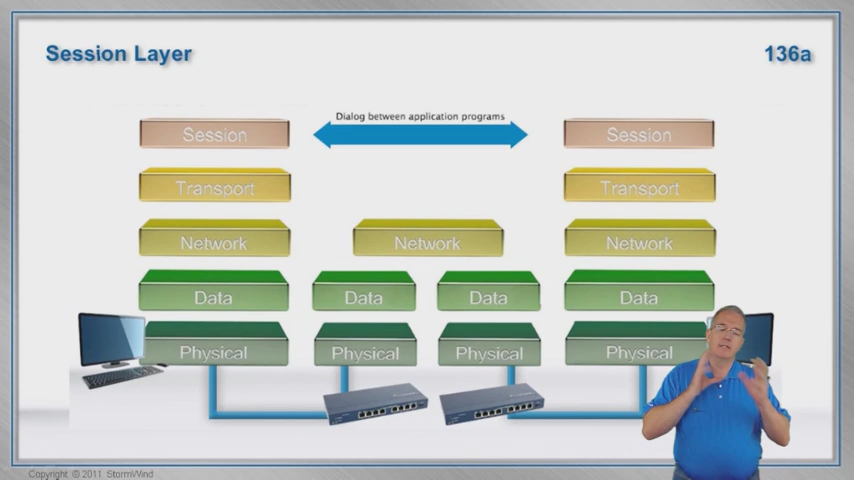 Session Layer
136a
Dialog between application programs
Session
Session
Transport
Transport
Network
Network
Network
Data
Data
Data
Data
Physical
Physical
Physical
Physical
Copyright © 2011 StormWind